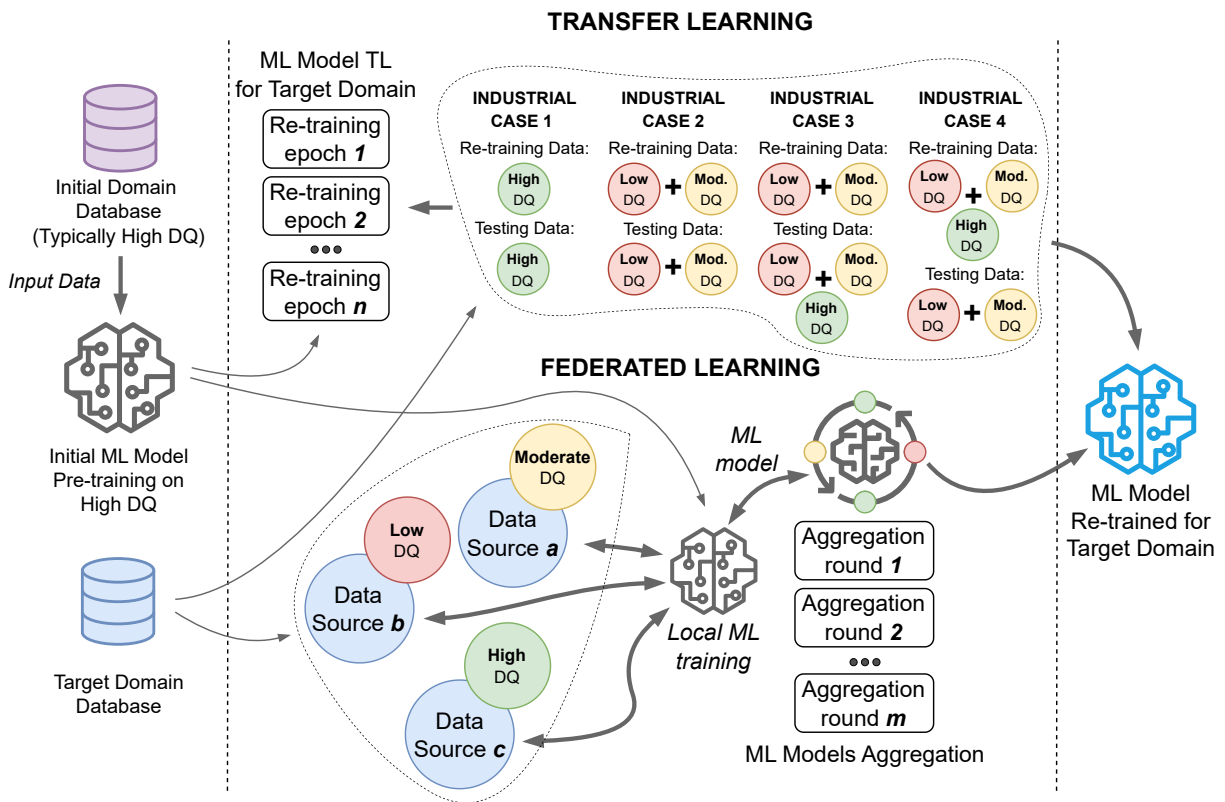 TRANSFER LEARNING
Initial Domain
Database
(Typically High DQ)
Input Data
Initial ML Model
Pre-training on
High DQ
Target Domain
Database
ML Model TL
for Target Domain
Re-training
epoch 1
Re-training
epoch 2
Re-training
epoch n
INDUSTRIAL
CASE 1
Re-training Data:
High
DQ
Testing Data:
High
DQ
INDUSTRIAL
CASE 2
Re-training Data:
Low
DQ
+
Mod.
DQ
Testing Data:
Low
DQ
+
Mod.
DQ
INDUSTRIAL
CASE 3
Re-training Data:
Low
DQ
+
Mod.
DQ
Testing Data:
Low
DQ
+
Mod.
DQ
High
DQ
INDUSTRIAL
CASE 4
Re-training Data:
Low
DQ
+
Mod.
DQ
High
DQ
Testing Data:
Low
DQ
+
Mod.
DQ
FEDERATED LEARNING
Moderate
DQ
Data
Source a
Low
DQ
Data
Source b
High
DQ
Data
Source c
Local ML
training
ML
model
Aggregation
round 1
Aggregation
round 2
Aggregation
round m
ML Models Aggregation
ML Model
Re-trained for
Target Domain